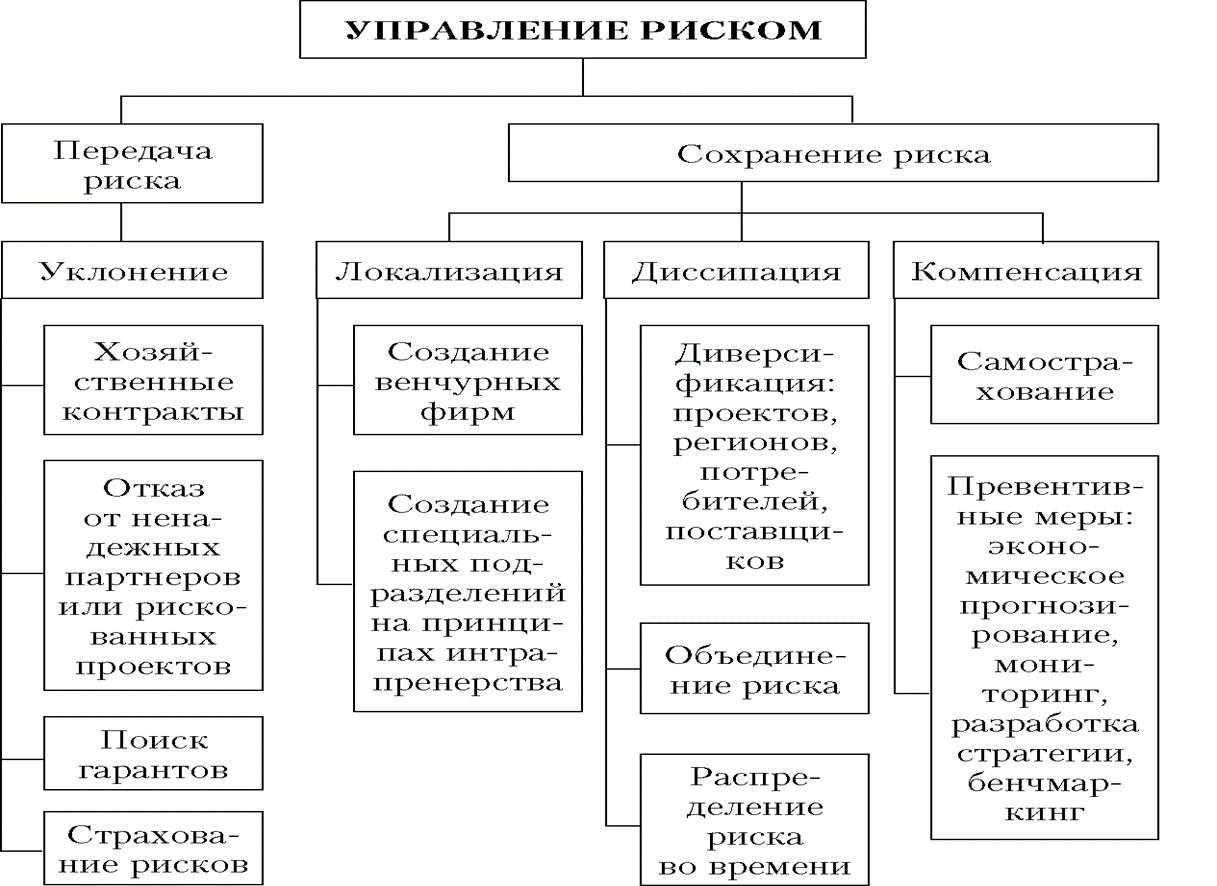 УПРАВЛЕНИЕ РИСКОМ
Передача
риска
Сохранение риска
Уклонение
Локализация
Диссипация
Компенсация
Хозяй-
ственные
контракты
Отказ
от нена-
дежных
партнеров
или риско-
ванных
проектов
Поиск
гарантов
Страхова-
ние рисков
Создание
венчурных
фирм
Создание
специаль-
ных под-
разделений
на принци-
пах интра-
пренерства
Диверси-
фикация:
проектов,
регионов,
потре-
бителей,
поставщи-
ков
Объедине-
ние риска
Распре-
деление
риска
во времени
Самостра-
хование
Превентив-
ные меры:
эконо-
мическое
прогнози-
рование,
мони-
торинг,
разработка
стратегии,
бенчмар-
кинг